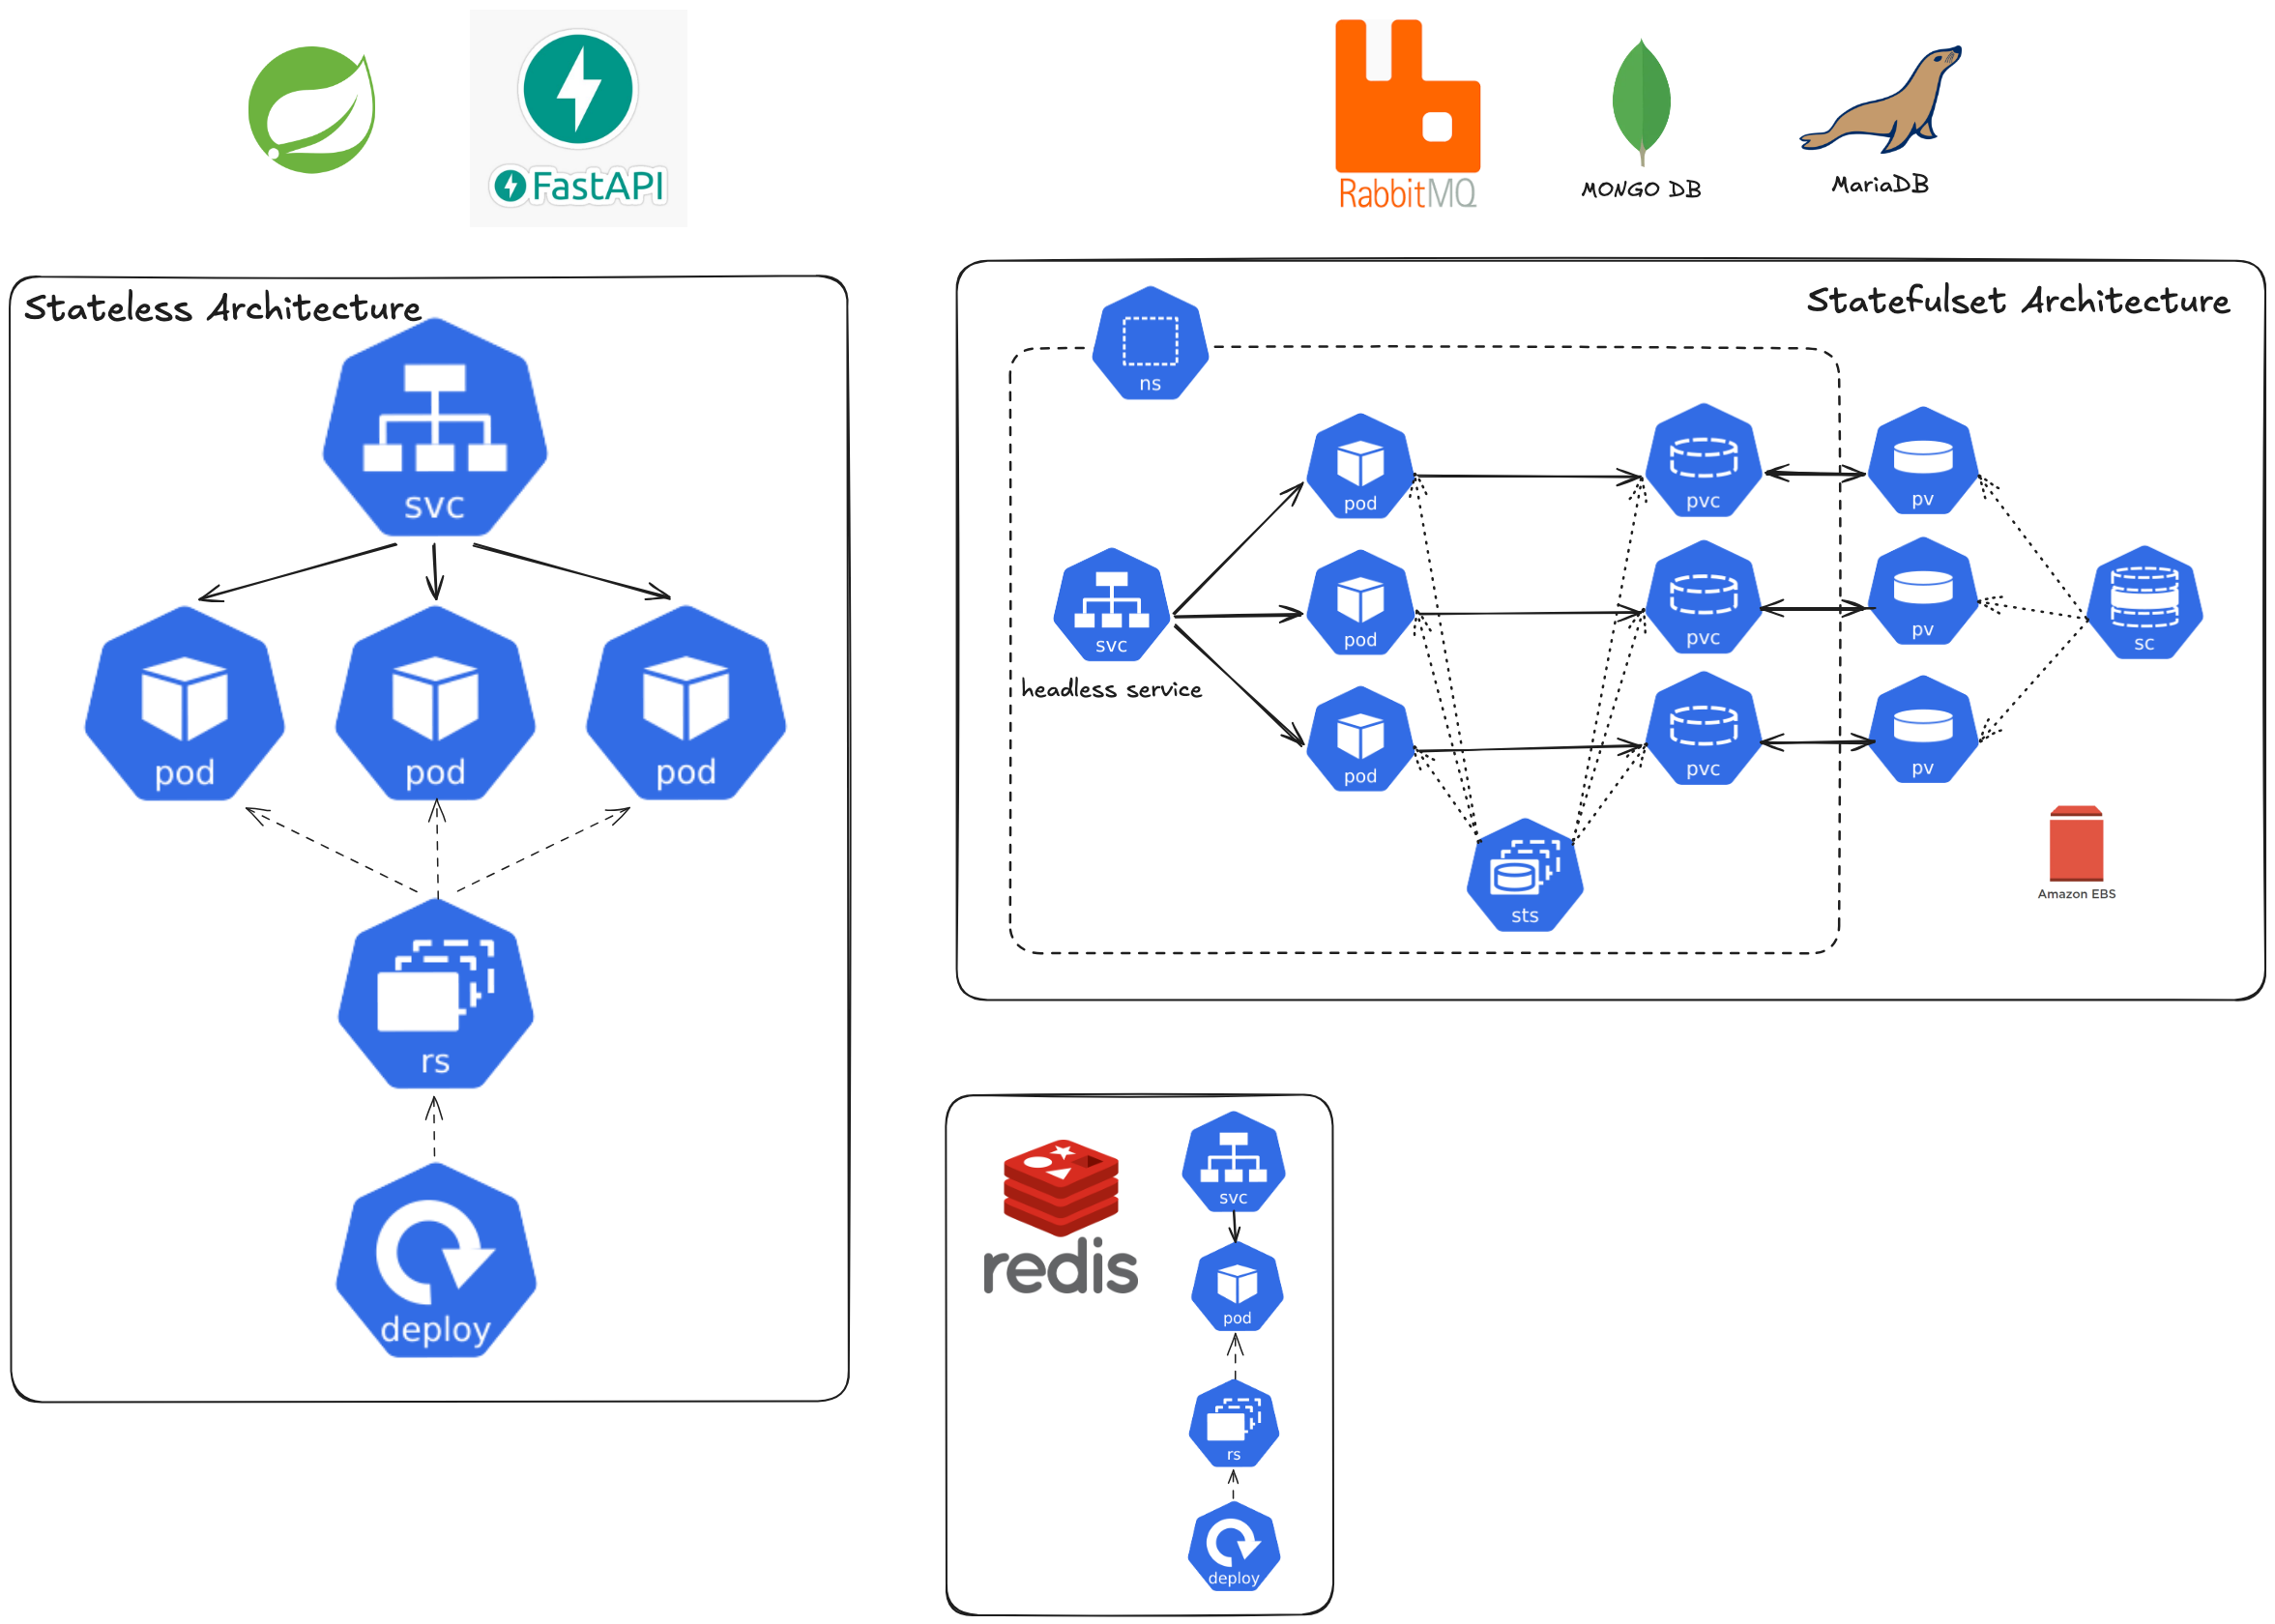 FastAPI
RabbitMQ
MONGO DB
MariaDB
Stateless Architecture
svc
pod
pod
pod
rs
deploy
Statefulset Architecture
ns
pod
pvc
pv
pod
pvc
pv
svc
sc
headless service
pod
pvc
pv
sts
Amazon EBS
redis
svc
pod
rs
deploy